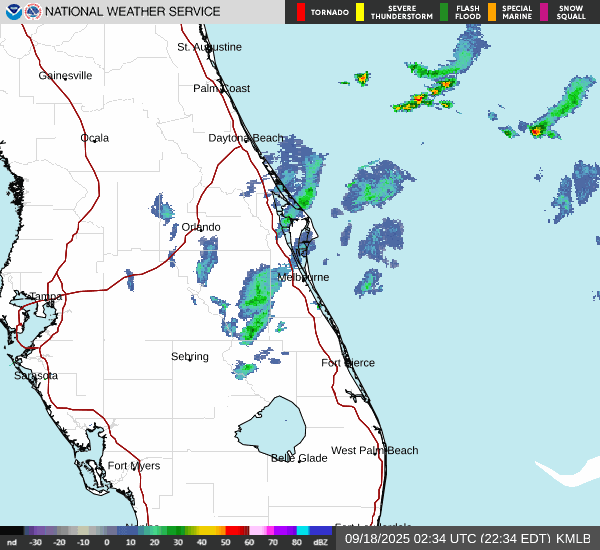 NATIONAL WEATHER SERVICE
TORNADO
SEVERE THUNDERSTORM
FLASH FLOOD
SPECIAL MARINE
SNOW SQUALL
St. Augustine
Gainesville
Palm Coast
Ocala
Daytona Beach
Orlando
Melbourne
Tampa
Sebring
Fort Pierce
Sarasota
West Palm Beach
Belle Glade
Fort Myers
nd -30 -20 -10 0 10 20 30 40 50 60 70 80 dBZ
09/18/2025 02:34 UTC (22:34 EDT) KMLB